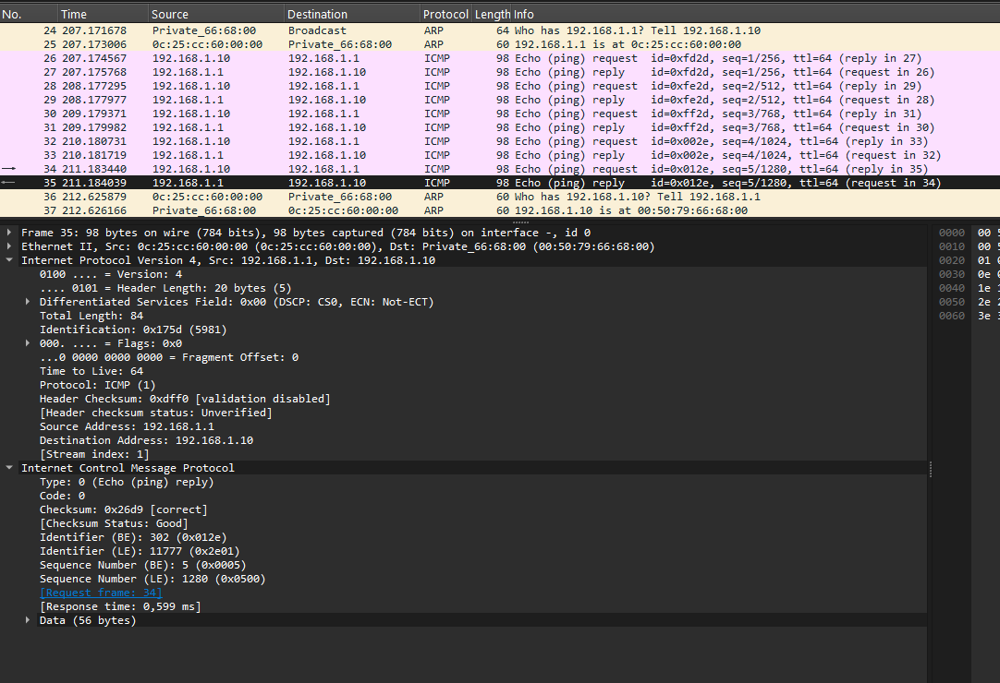 No. Time Source Destination Protocol Length Info
24 207.171678 Private_66:68:00 Broadcast ARP 64 Who has 192.168.1.1? Tell 192.168.1.10
25 207.173006 0c:25:cc:60:00:00 Private_66:68:00 ARP 60 192.168.1.1 is at 0c:25:cc:60:00:00
26 207.174567 192.168.1.10 192.168.1.1 ICMP 98 Echo (ping) request id=0xfd2d, seq=1/256, ttl=64 (reply in 27)
27 207.175768 192.168.1.1 192.168.1.10 ICMP 98 Echo (ping) reply id=0xfd2d, seq=1/256, ttl=64 (request in 26)
28 208.177295 192.168.1.10 192.168.1.1 ICMP 98 Echo (ping) request id=0xfe2d, seq=2/512, ttl=64 (reply in 29)
29 208.177977 192.168.1.1 192.168.1.10 ICMP 98 Echo (ping) reply id=0xfe2d, seq=2/512, ttl=64 (request in 28)
30 209.179371 192.168.1.10 192.168.1.1 ICMP 98 Echo (ping) request id=0xff2d, seq=3/768, ttl=64 (reply in 31)
31 209.179982 192.168.1.1 192.168.1.10 ICMP 98 Echo (ping) reply id=0xff2d, seq=3/768, ttl=64 (request in 30)
32 210.180731 192.168.1.10 192.168.1.1 ICMP 98 Echo (ping) request id=0x002e, seq=4/1024, ttl=64 (reply in 33)
33 210.181719 192.168.1.1 192.168.1.10 ICMP 98 Echo (ping) reply id=0x002e, seq=4/1024, ttl=64 (request in 32)
34 211.183440 192.168.1.10 192.168.1.1 ICMP 98 Echo (ping) request id=0x012e, seq=5/1280, ttl=64 (reply in 35)
35 211.184039 192.168.1.1 192.168.1.10 ICMP 98 Echo (ping) reply id=0x012e, seq=5/1280, ttl=64 (request in 34)
36 212.625879 0c:25:cc:60:00:00 Private_66:68:00 ARP 60 Who has 192.168.1.10? Tell 192.168.1.1
37 212.626166 Private_66:68:00 0c:25:cc:60:00:00 ARP 60 192.168.1.10 is at 00:50:79:66:68:00
Frame 35: 98 bytes on wire (784 bits), 98 bytes captured (784 bits) on interface -, id 0
Ethernet II, Src: 0c:25:cc:60:00:00 (0c:25:cc:60:00:00), Dst: Private_66:68:00 (00:50:79:66:68:00)
Internet Protocol Version 4, Src: 192.168.1.1, Dst: 192.168.1.10
0100 .... = Version: 4
.... 0101 = Header Length: 20 bytes (5)
Differentiated Services Field: 0x00 (DSCP: CS0, ECN: Not-ECT)
Total Length: 84
Identification: 0x175d (5981)
000. .... = Flags: 0x0
...0 0000 0000 0000 = Fragment Offset: 0
Time to Live: 64
Protocol: ICMP (1)
Header Checksum: 0xdff0 [validation disabled]
[Header checksum status: Unverified]
Source Address: 192.168.1.1
Destination Address: 192.168.1.10
[Stream index: 1]
Internet Control Message Protocol
Type: 0 (Echo (ping) reply)
Code: 0
Checksum: 0x26d9 [correct]
[Checksum Status: Good]
Identifier (BE): 302 (0x012e)
Identifier (LE): 11777 (0x2e01)
Sequence Number (BE): 5 (0x0005)
Sequence Number (LE): 1280 (0x0500)
[Request frame: 34]
[Response time: 0,599 ms]
Data (56 bytes)
0000 00
0010 00
0020 01
0030 0e
0040 1e
0050 2e
0060 3e